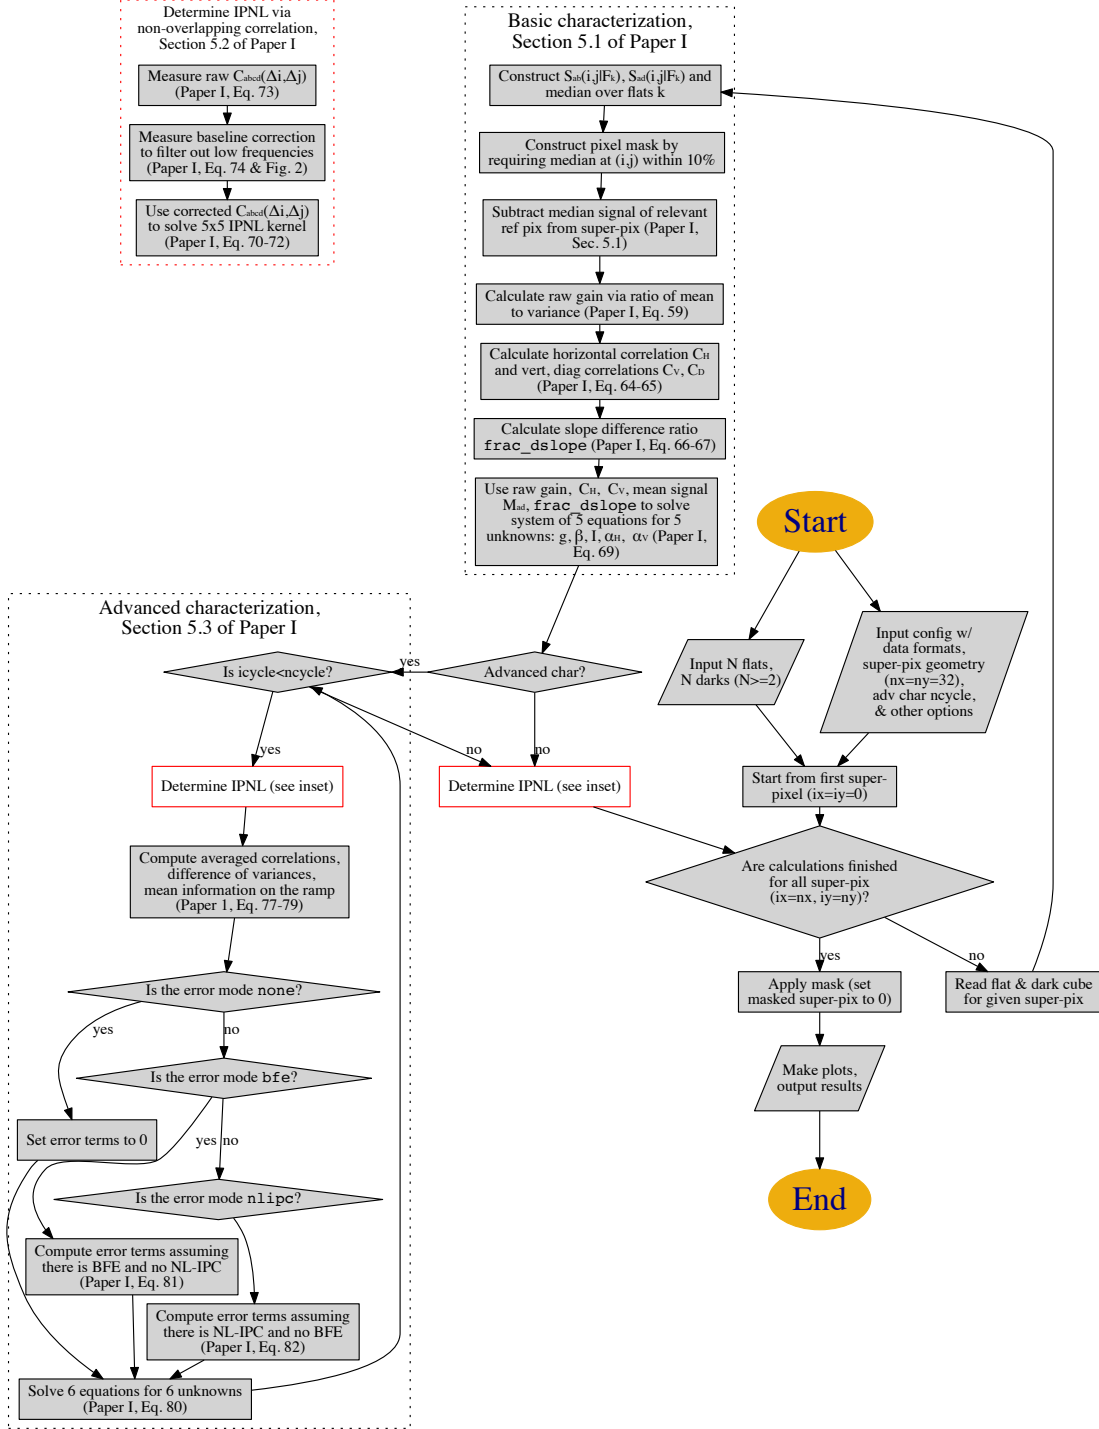 Determine IPNL via
non-overlapping correlation,
Section 5.2 of Paper I
Measure raw Cabcd(Δi,Δj)
(Paper I, Eq. 73)
Measure baseline correction
to filter out low frequencies
(Paper I, Eq. 74 & Fig. 2)
Use corrected Cabcd(Δi,Δj)
to solve 5x5 IPNL kernel
(Paper I, Eq. 70-72)
Basic characterization,
Section 5.1 of Paper I
Construct Sab(i,j|Fk), Sad(i,j|Fk) and
median over flats k
Construct pixel mask by
requiring median at (i,j) within 10%
Subtract median signal of relevant
ref pix from super-pix (Paper I,
Sec. 5.1)
Calculate raw gain via ratio of mean
to variance (Paper I, Eq. 59)
Calculate horizontal correlation CH
and vert, diag correlations CV, CD
(Paper I, Eq. 64-65)
Calculate slope difference ratio
frac_dslope (Paper I, Eq. 66-67)
Use raw gain, CH, CV, mean signal
Mad, frac_dslope to solve
system of 5 equations for 5
unknowns: g, β, I, αH, αV (Paper I,
Eq. 69)
Start
Input N flats,
N darks (N>=2)
Input config w/
data formats,
super-pix geometry
(nx=ny=32),
adv char ncycle,
& other options
Start from first super-
pixel (ix=iy=0)
Are calculations finished
for all super-pix
(ix=nx, iy=ny)?
yes
no
Apply mask (set
masked super-pix to 0)
Read flat & dark cube
for given super-pix
Make plots,
output results
End
Advanced char?
yes
no
Determine IPNL (see inset)
Advanced characterization,
Section 5.3 of Paper I
Is icycle<ncycle?
yes
no
Determine IPNL (see inset)
Compute averaged correlations,
difference of variances,
mean information on the ramp
(Paper 1, Eq. 77-79)
Is the error mode none?
yes
no
Is the error mode bfe?
Set error terms to 0
yes
no
Is the error mode nlipc?
Compute error terms assuming
there is BFE and no NL-IPC
(Paper I, Eq. 81)
Compute error terms assuming
there is NL-IPC and no BFE
(Paper I, Eq. 82)
Solve 6 equations for 6 unknowns
(Paper I, Eq. 80)